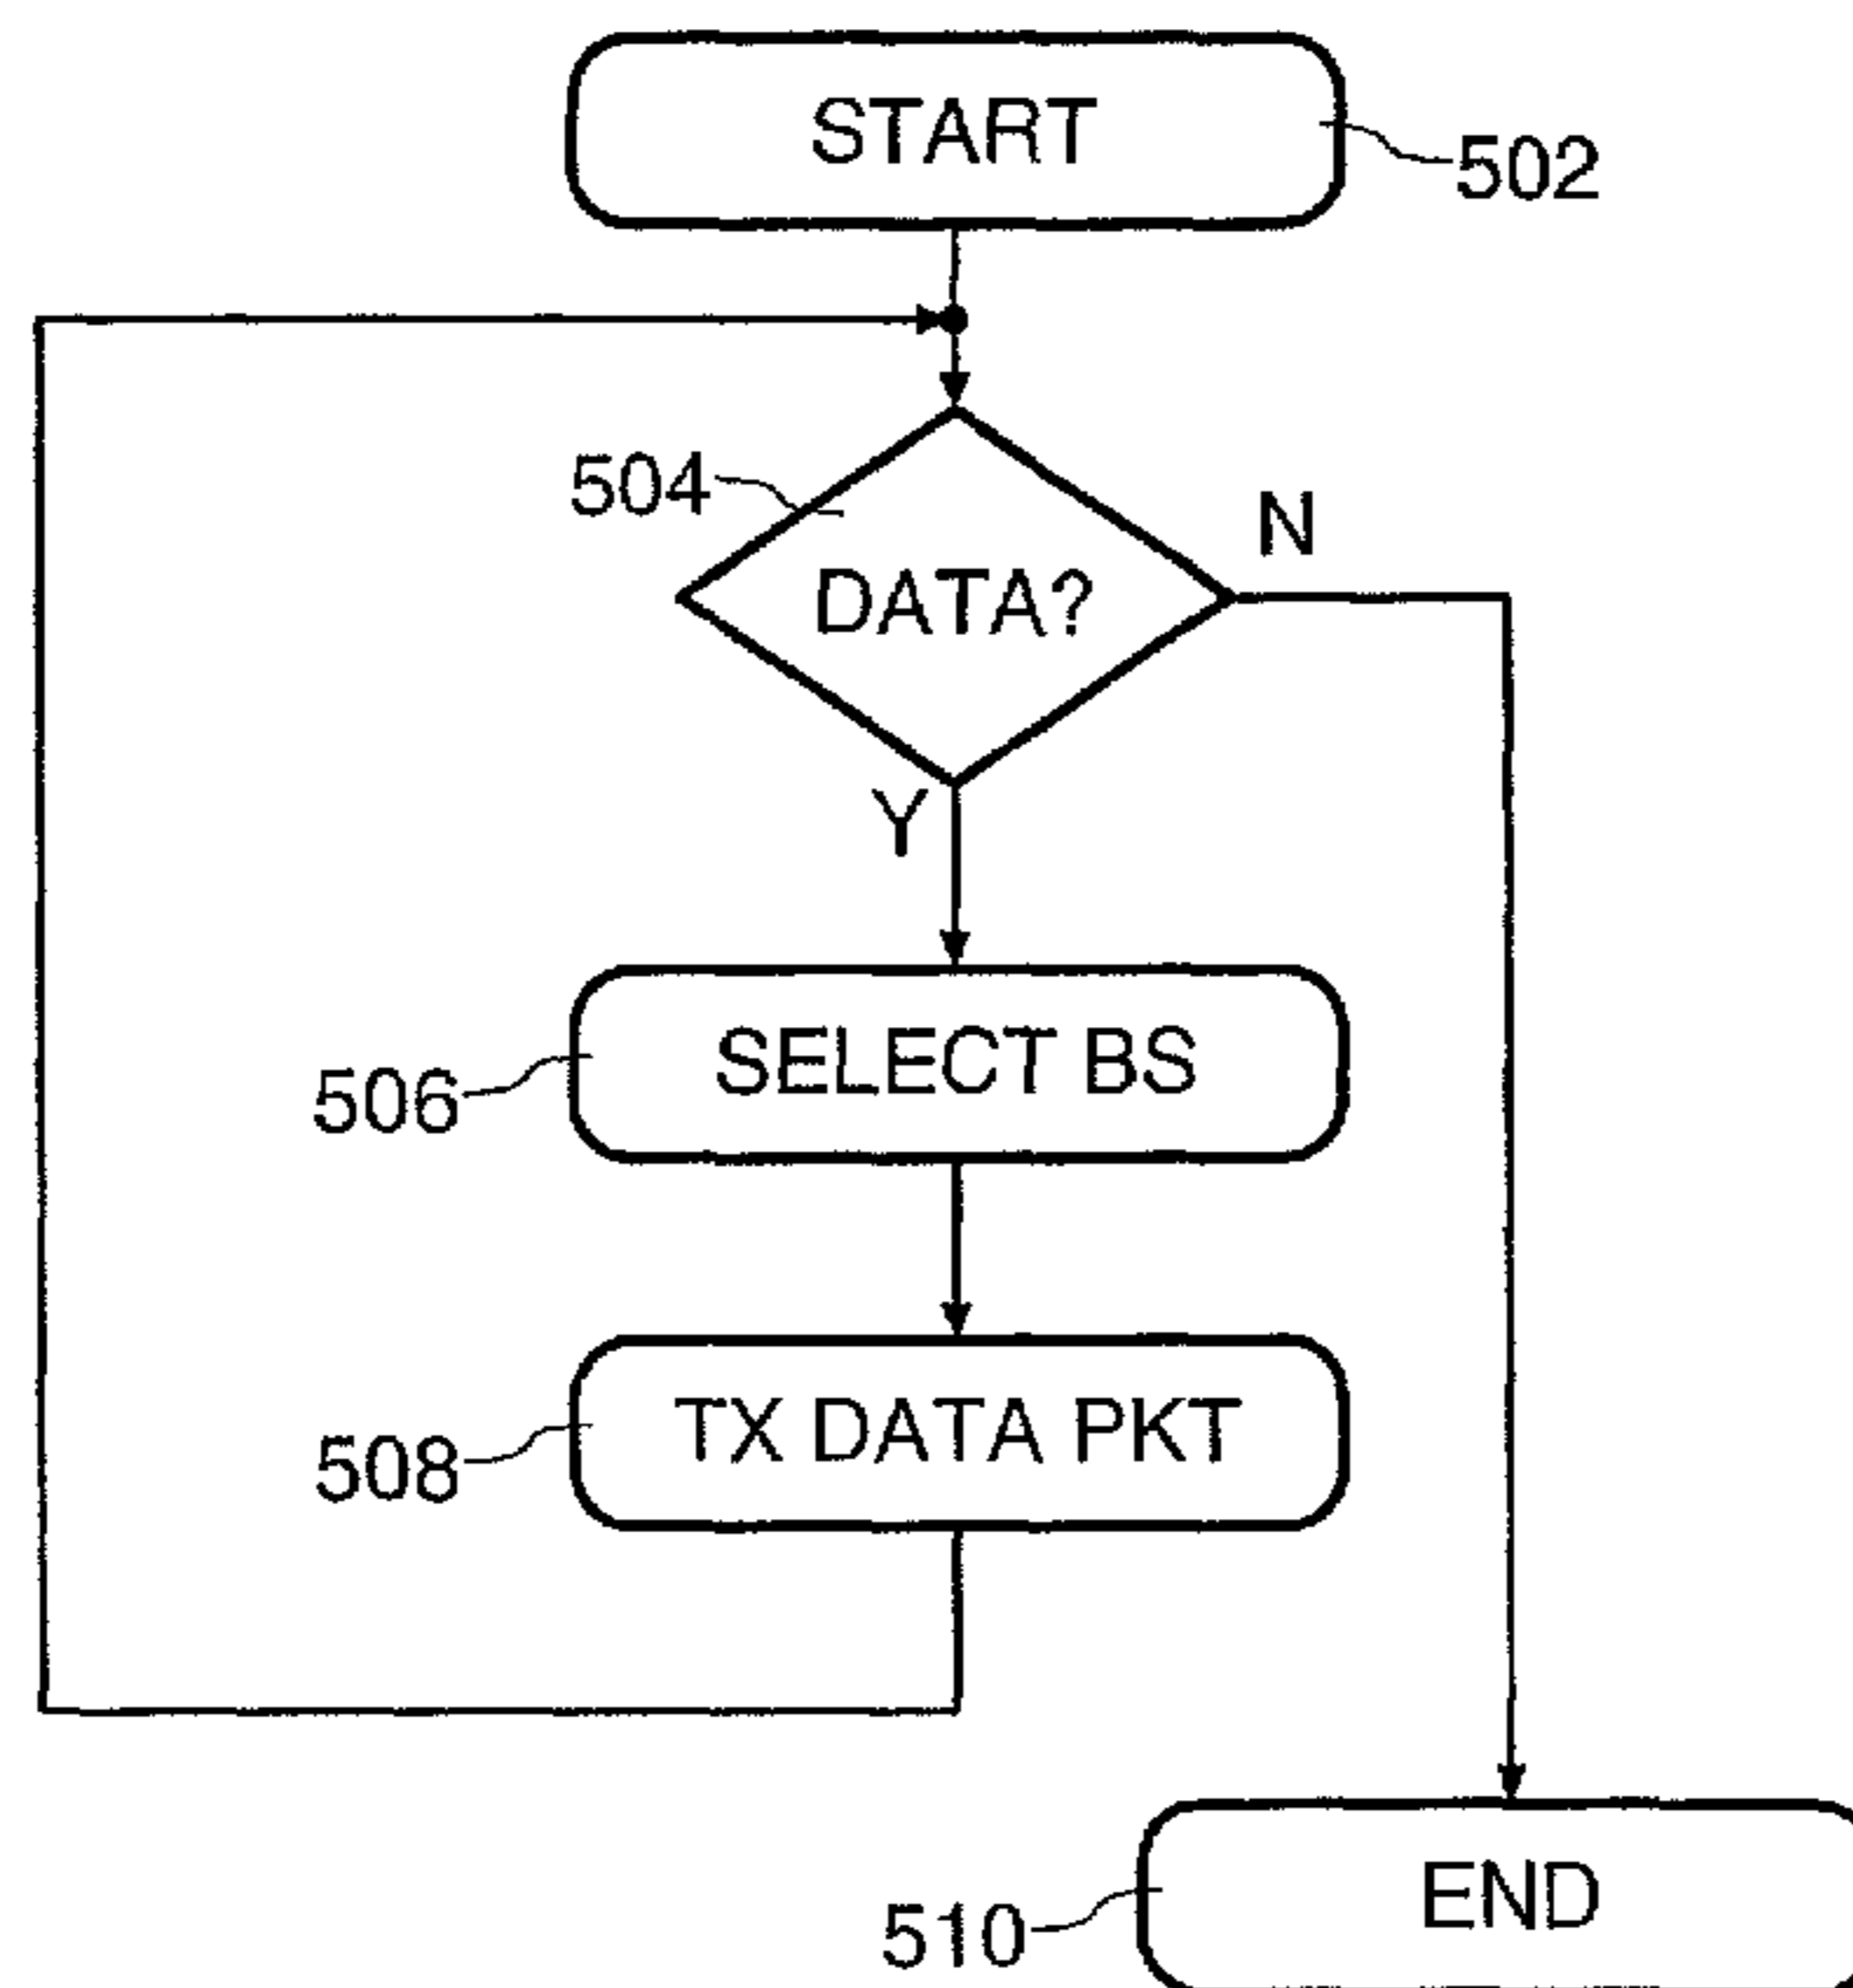 START
502
504
N
DATA?
Y
SELECT BS
506
TX DATA PKT
508
END
510